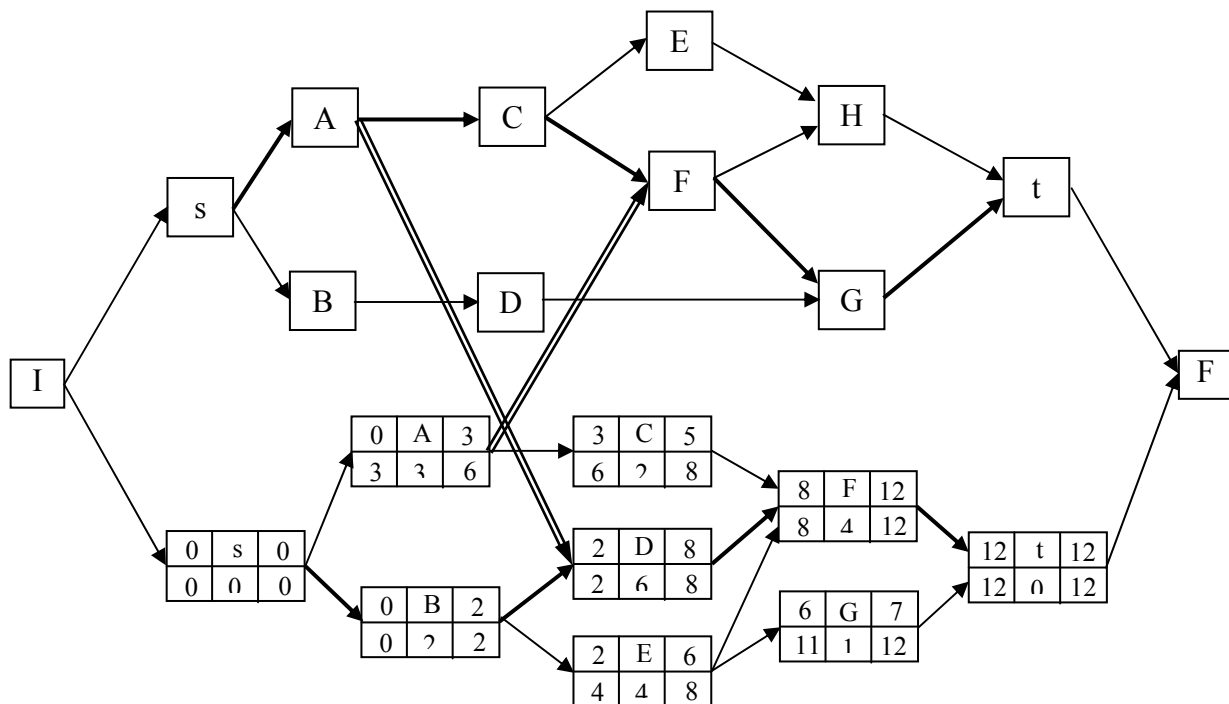 E
A
C
H
F
s
t
B
D
G
I
F
0 A 3
3 3 6
3 C 5
6 2 8
8 F 12
8 4 12
0 s 0
0 0 0
2 D 8
2 6 8
12 t 12
12 0 12
0 B 2
0 2 2
6 G 7
11 1 12
2 E 6
4 4 8